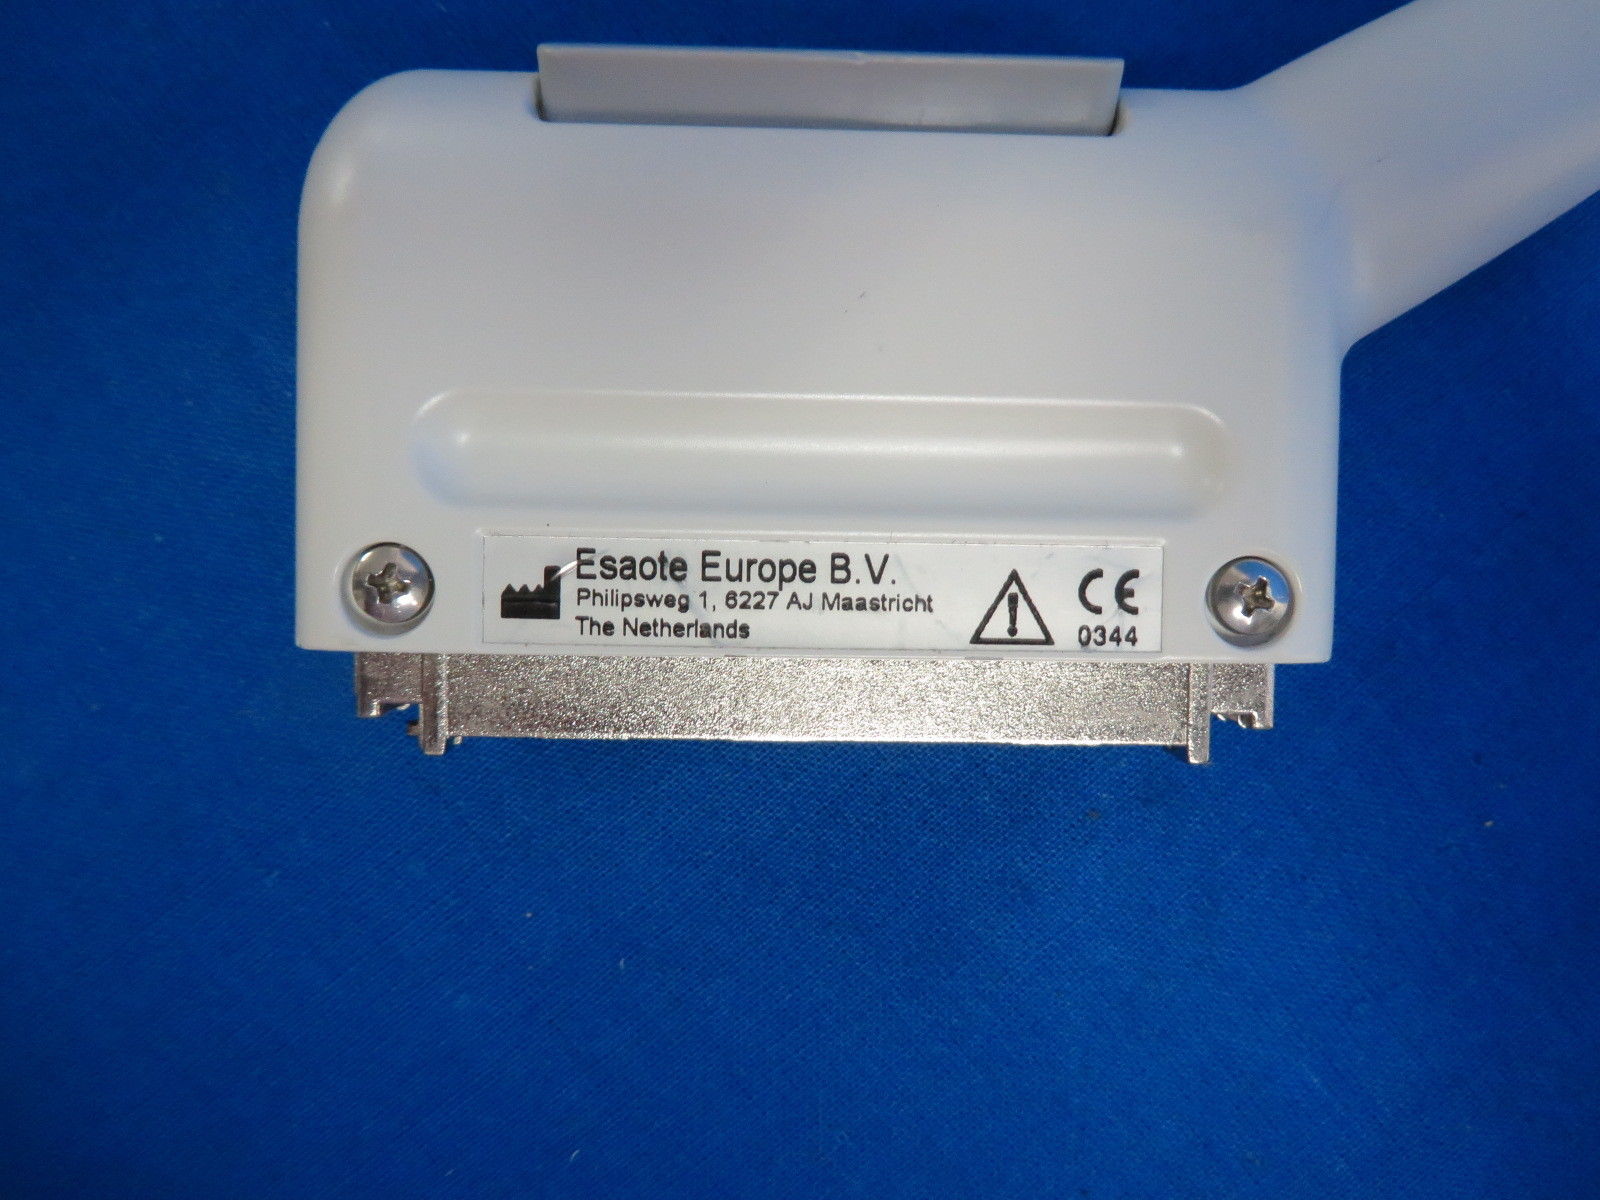 Esaote Europe B.V.
Philipsweg 1, 6227 AJ Maastricht
The Netherlands
CE
0344